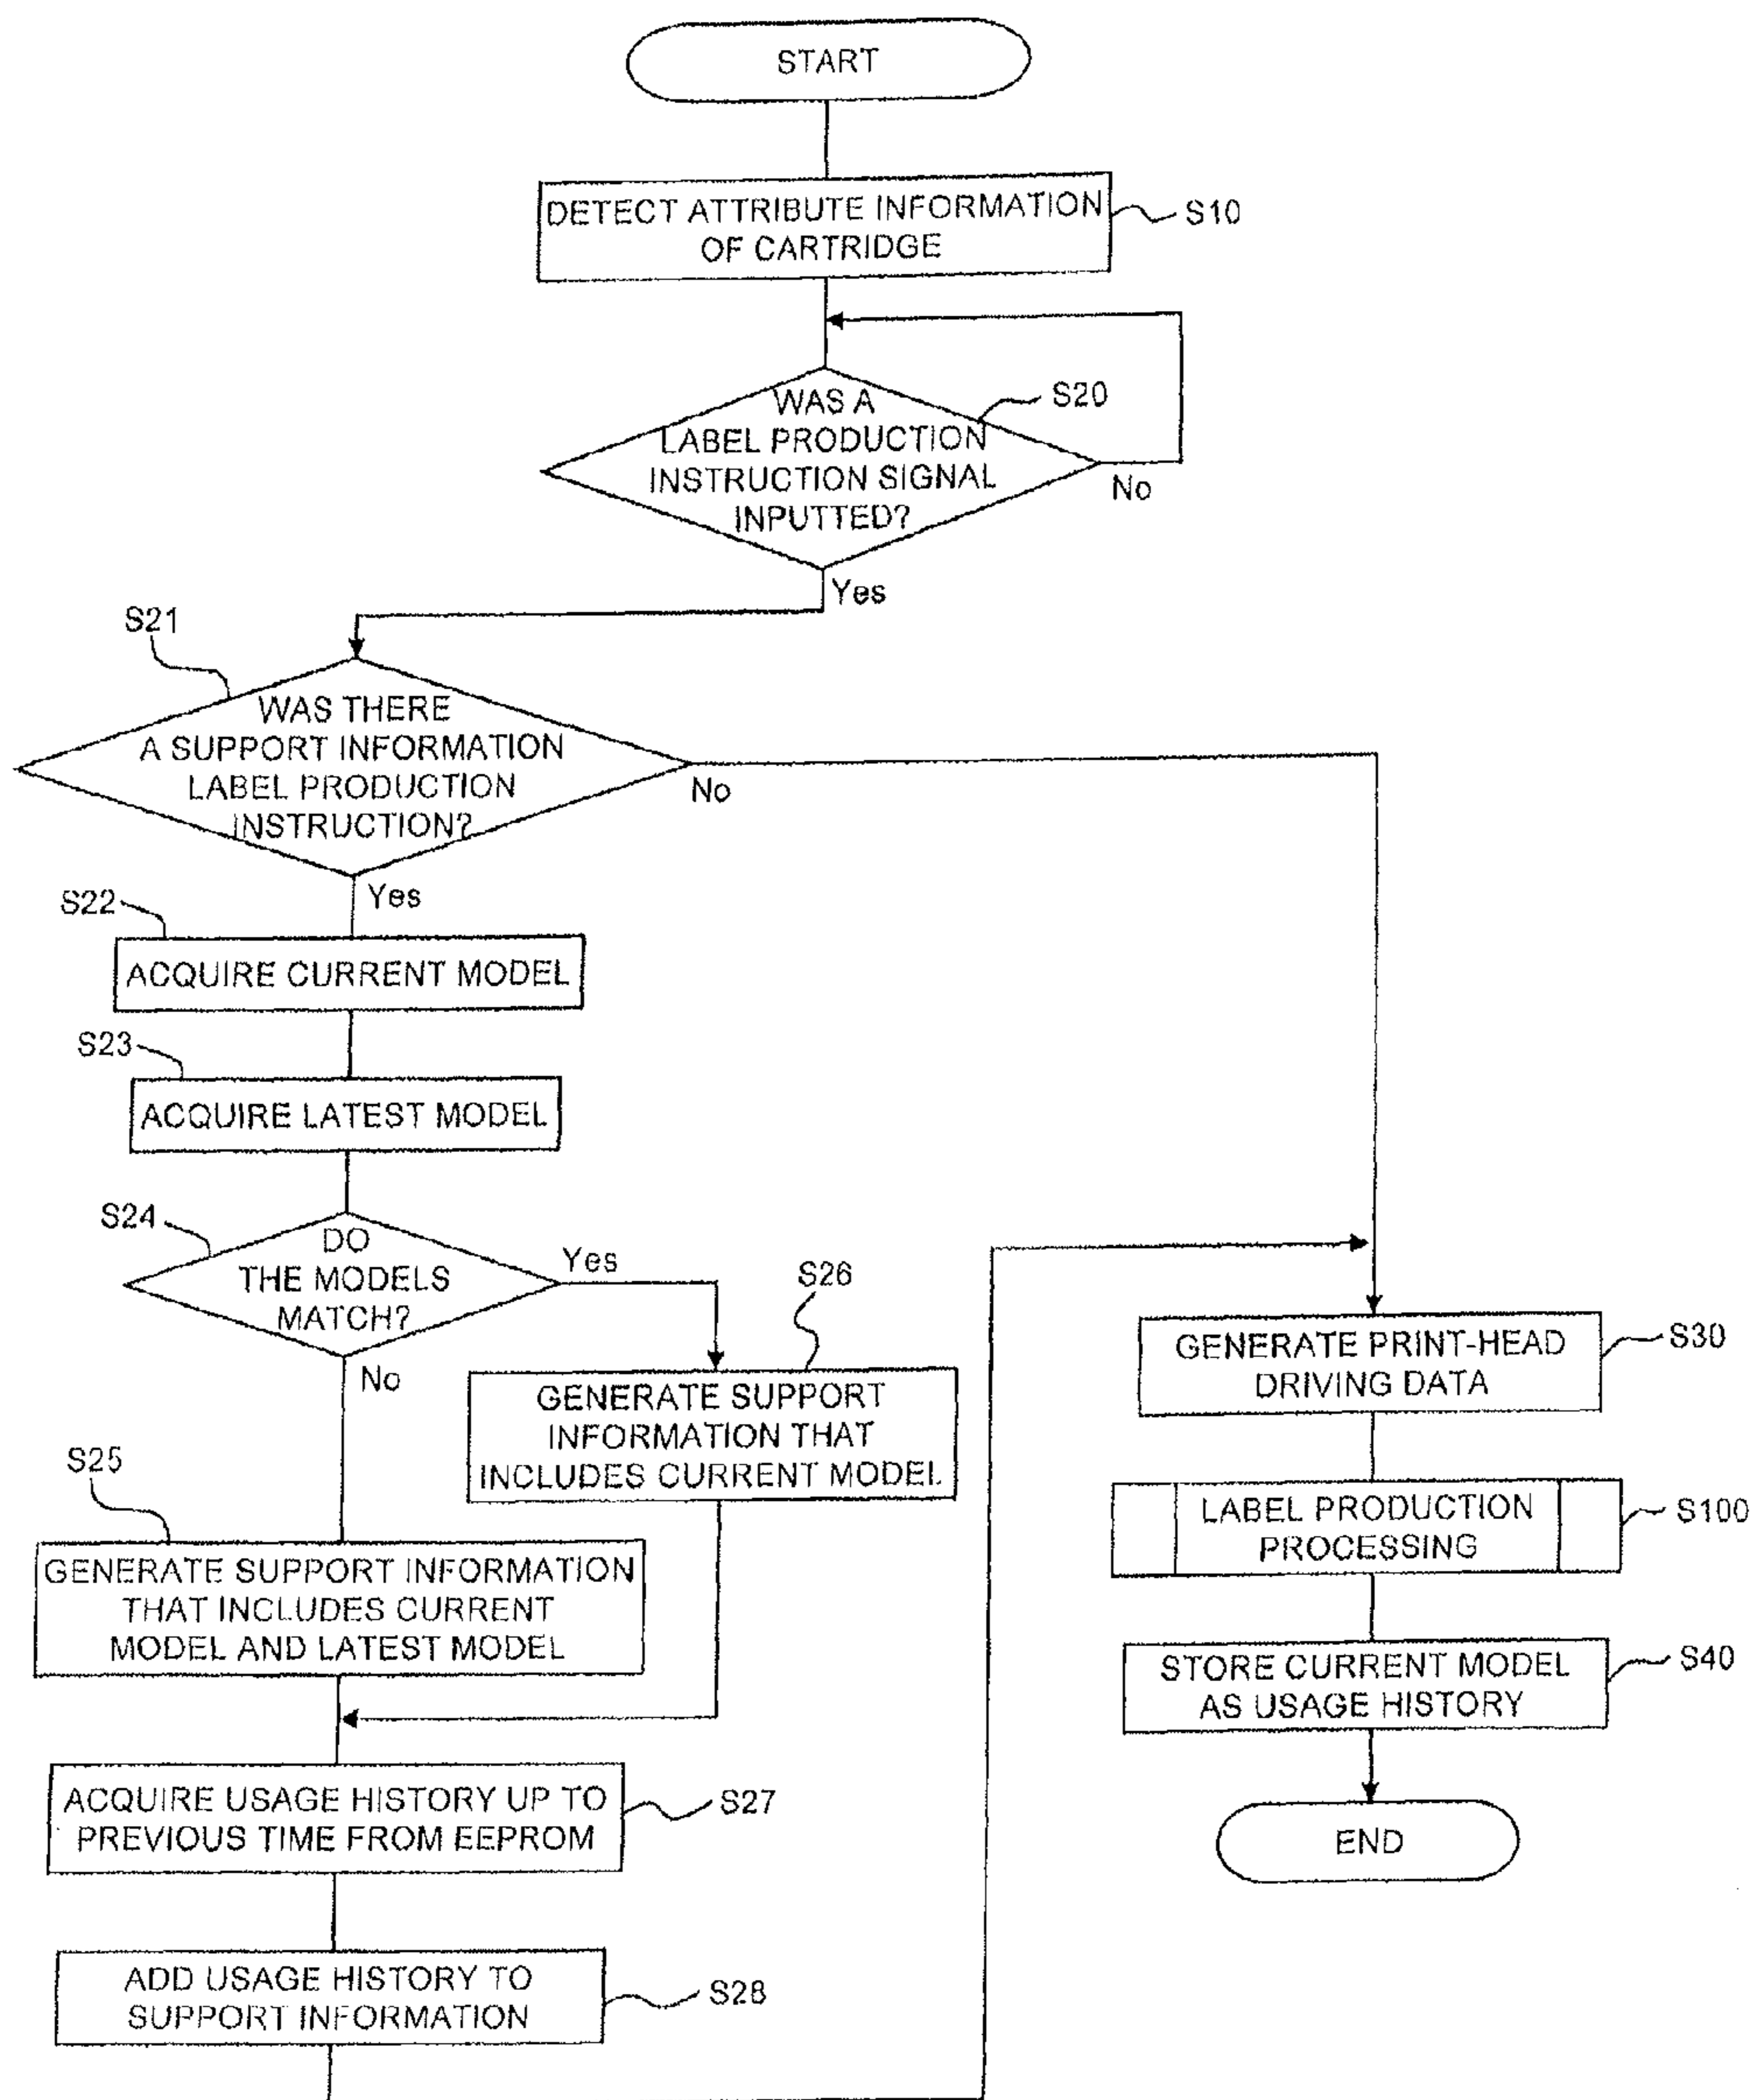 START
DETECT ATTRIBUTE INFORMATION
OF CARTRIDGE
S10
WAS A
LABEL PRODUCTION
INSTRUCTION SIGNAL
INPUTTED?
S20
No
Yes
S21
WAS THERE
A SUPPORT INFORMATION
LABEL PRODUCTION
INSTRUCTION?
No
Yes
S22
ACQUIRE CURRENT MODEL
S23
ACQUIRE LATEST MODEL
S24
DO
THE MODELS
MATCH?
Yes
No
S26
GENERATE SUPPORT
INFORMATION THAT
INCLUDES CURRENT MODEL
S25
GENERATE SUPPORT INFORMATION
THAT INCLUDES CURRENT
MODEL AND LATEST MODEL
ACQUIRE USAGE HISTORY UP TO
PREVIOUS TIME FROM EEPROM
S27
ADD USAGE HISTORY TO
SUPPORT INFORMATION
S28
GENERATE PRINT-HEAD
DRIVING DATA
S30
LABEL PRODUCTION
PROCESSING
S100
STORE CURRENT MODEL
AS USAGE HISTORY
S40
END